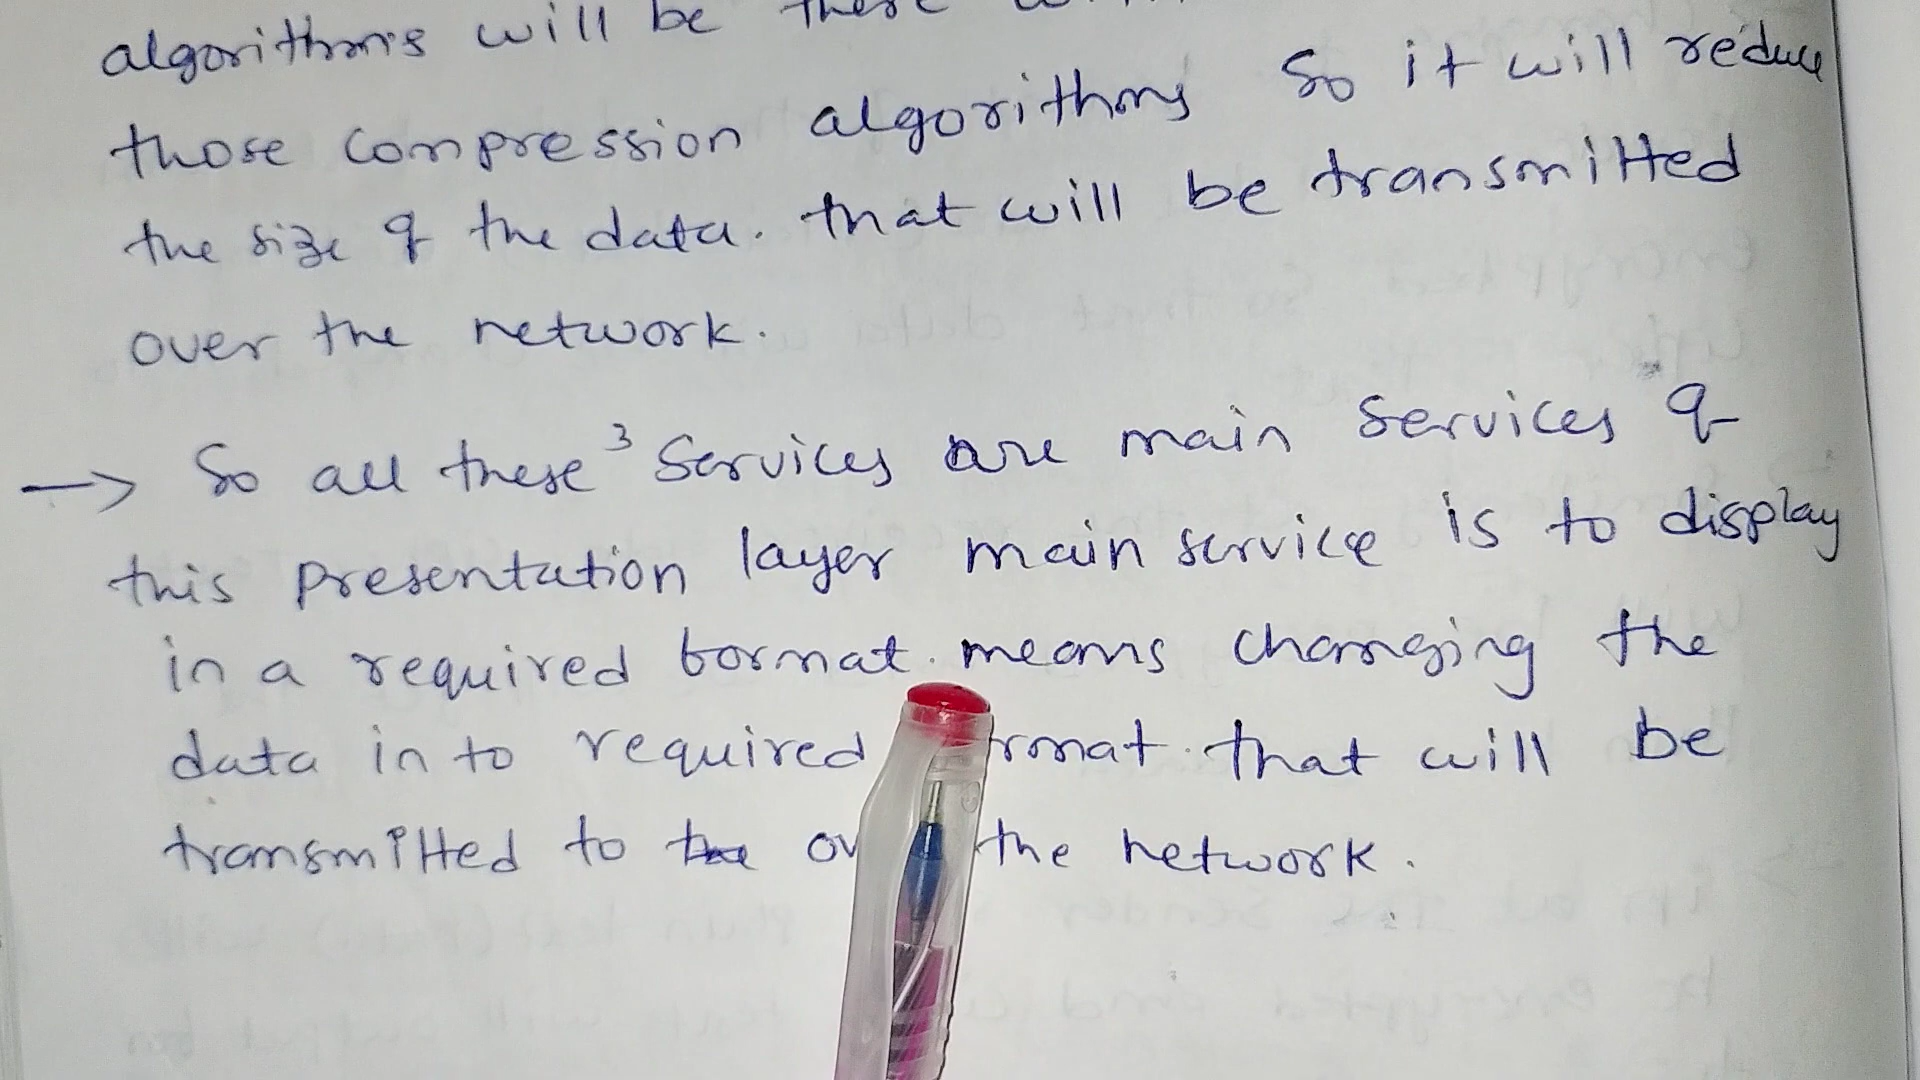 algorithms will be there
those compression algorithms so it will reduce
the size of the data. that will be transmitted
over the network.
→ So all these 3 services are main services of
this presentation layer main service is to display
in a required format. means changing the
data in to required rmat. that will be
transmitted to the ov the network.